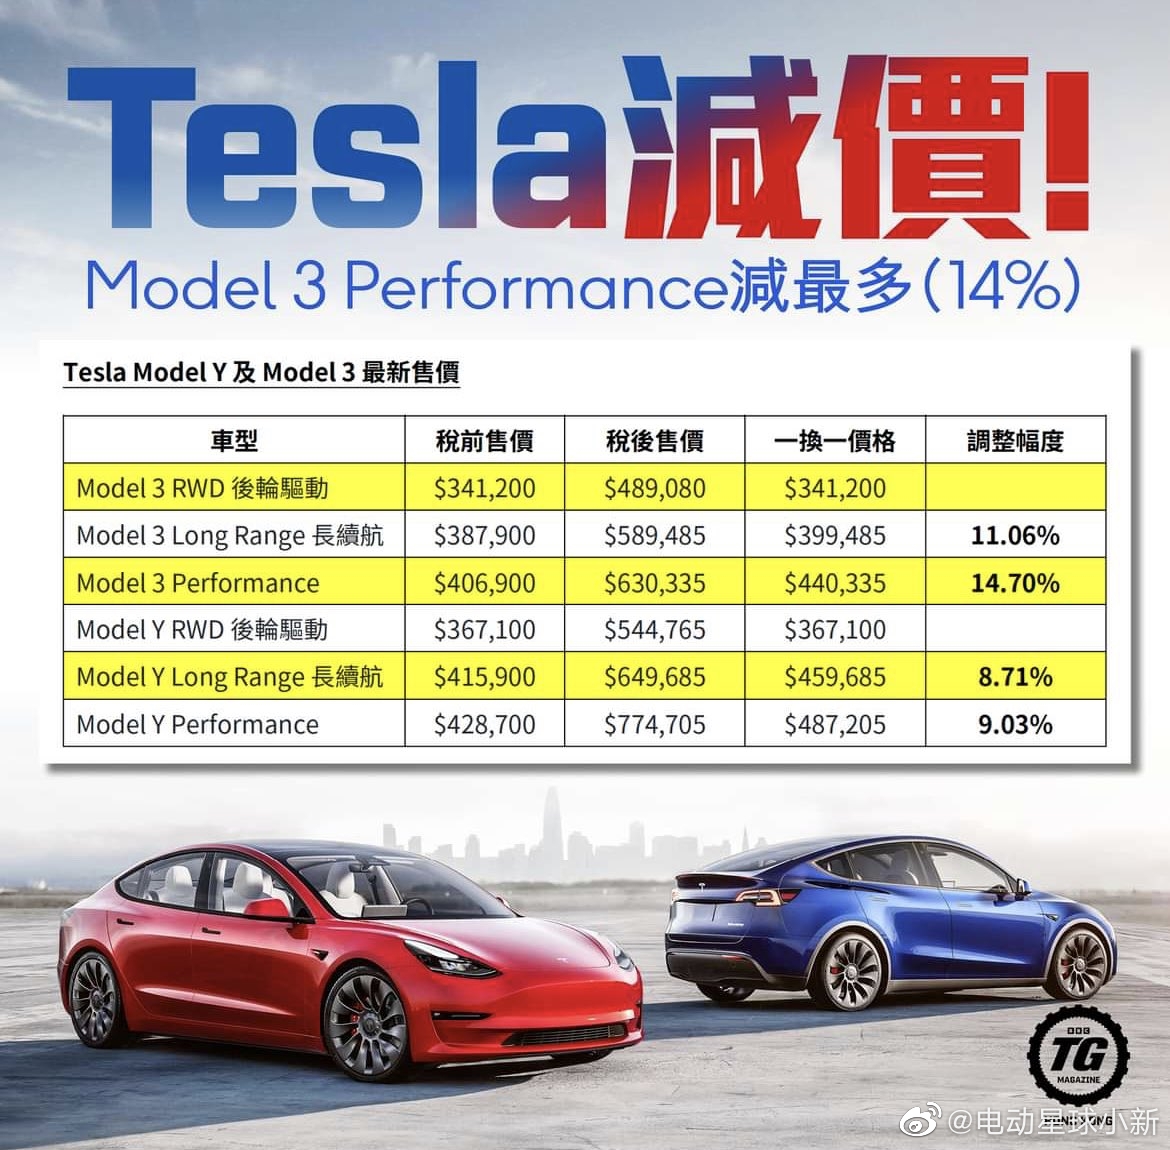 Tesla減價!
Model 3 Performance減最多(14%)
Tesla Model Y 及 Model 3 最新售價
車型 稅前售價 稅後售價 一換一價格 調整幅度
Model 3 RWD 後輪驅動 $341,200 $489,080 $341,200
Model 3 Long Range 長續航 $387,900 $589,485 $399,485 11.06%
Model 3 Performance $406,900 $630,335 $440,335 14.70%
Model Y RWD 後輪驅動 $367,100 $544,765 $367,100
Model Y Long Range 長續航 $415,900 $649,685 $459,685 8.71%
Model Y Performance $428,700 $774,705 $487,205 9.03%
BBC
TG
MAGAZINE
HONG KONG
@电动星球小新